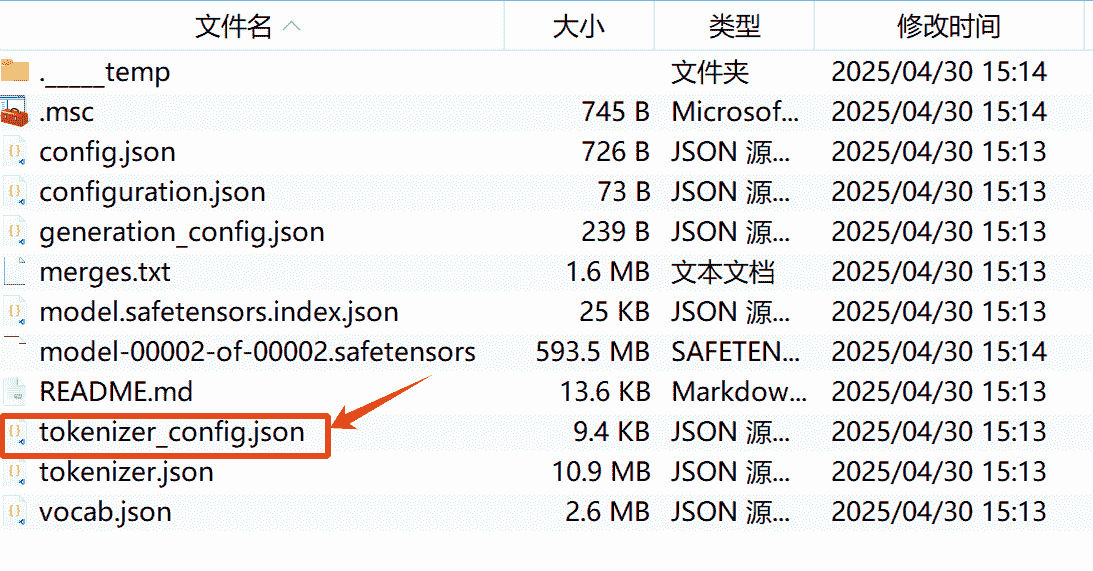 文件名 大小 类型 修改时间
._____temp 文件夹 2025/04/30 15:14
.msc 745 B Microsof... 2025/04/30 15:14
config.json 726 B JSON 源... 2025/04/30 15:13
configuration.json 73 B JSON 源... 2025/04/30 15:13
generation_config.json 239 B JSON 源... 2025/04/30 15:13
merges.txt 1.6 MB 文本文档 2025/04/30 15:13
model.safetensors.index.json 25 KB JSON 源... 2025/04/30 15:13
model-00002-of-00002.safetensors 593.5 MB SAFETEN... 2025/04/30 15:14
README.md 13.6 KB Markdow... 2025/04/30 15:13
tokenizer_config.json 9.4 KB JSON 源... 2025/04/30 15:13
tokenizer.json 10.9 MB JSON 源... 2025/04/30 15:13
vocab.json 2.6 MB JSON 源... 2025/04/30 15:13